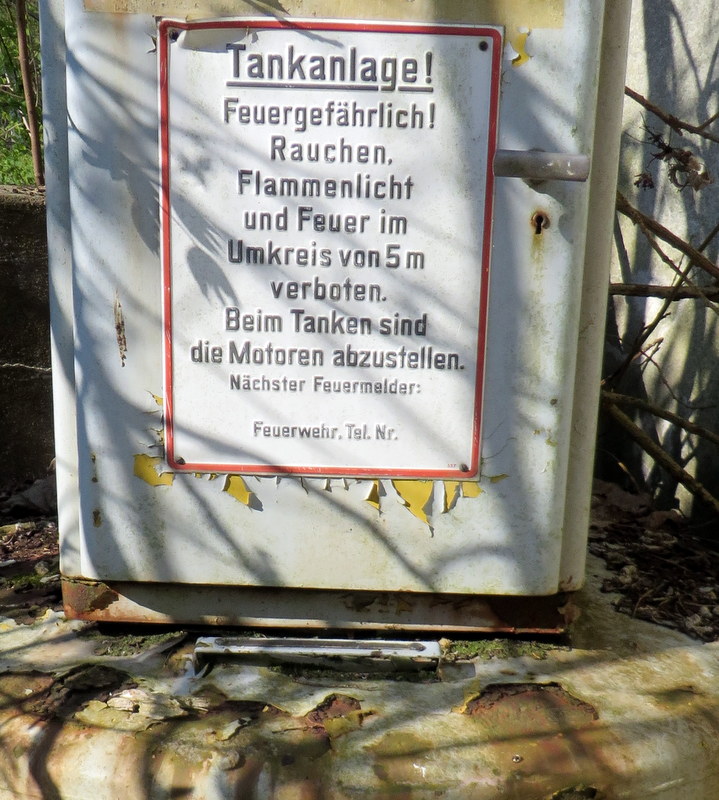 Tankanlage!
Feuergefährlich!
Rauchen,
Flammenlicht
und Feuer im
Umkreis von 5 m
verboten.
Beim Tanken sind
die Motoren abzustellen.
Nächster Feuermelder:
Feuerwehr, Tel. Nr.